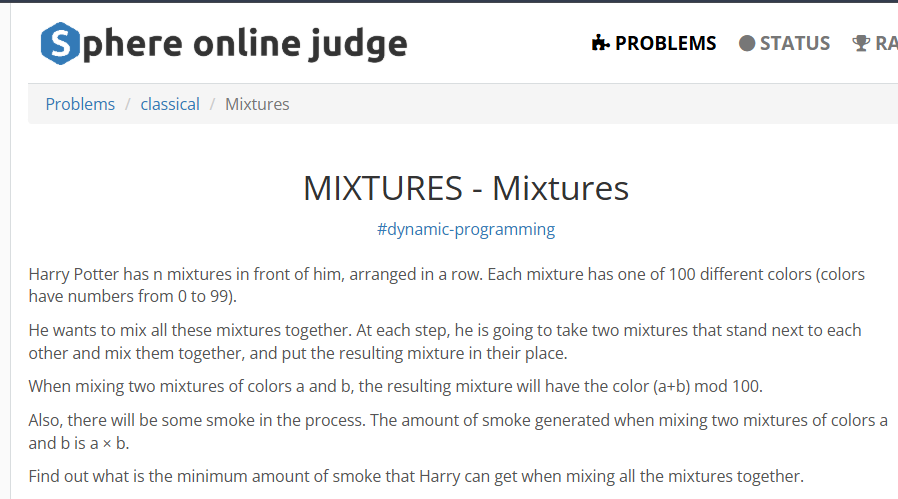 Sphere online judge
PROBLEMS STATUS RA
Problems / classical / Mixtures
MIXTURES - Mixtures
#dynamic-programming
Harry Potter has n mixtures in front of him, arranged in a row. Each mixture has one of 100 different colors (colors
have numbers from 0 to 99).
He wants to mix all these mixtures together. At each step, he is going to take two mixtures that stand next to each
other and mix them together, and put the resulting mixture in their place.
When mixing two mixtures of colors a and b, the resulting mixture will have the color (a+b) mod 100.
Also, there will be some smoke in the process. The amount of smoke generated when mixing two mixtures of colors a
and b is a × b.
Find out what is the minimum amount of smoke that Harry can get when mixing all the mixtures together.